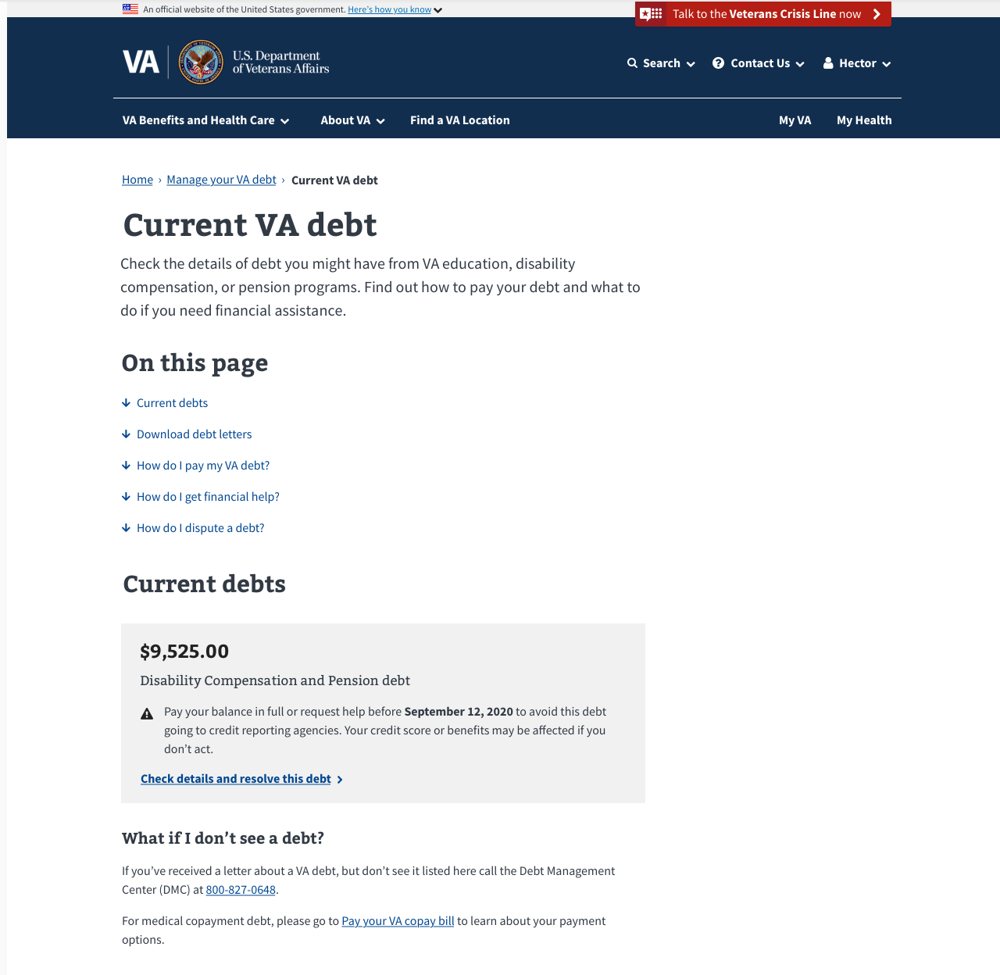 An official website of the United States government. Here's how you know
Talk to the Veterans Crisis Line now
VA
U.S. Department
of Veterans Affairs
Search
Contact Us
Hector
VA Benefits and Health Care
About VA
Find a VA Location
My VA
My Health
Home › Manage your VA debt › Current VA debt
Current VA debt
Check the details of debt you might have from VA education, disability
compensation, or pension programs. Find out how to pay your debt and what to
do if you need financial assistance.
On this page
Current debts
Download debt letters
How do I pay my VA debt?
How do I get financial help?
How do I dispute a debt?
Current debts
$9,525.00
Disability Compensation and Pension debt
Pay your balance in full or request help before September 12, 2020 to avoid this debt
going to credit reporting agencies. Your credit score or benefits may be affected if you
don’t act.
Check details and resolve this debt
What if I don’t see a debt?
If you’ve received a letter about a VA debt, but don’t see it listed here call the Debt Management
Center (DMC) at 800-827-0648.
For medical copayment debt, please go to Pay your VA copay bill to learn about your payment
options.